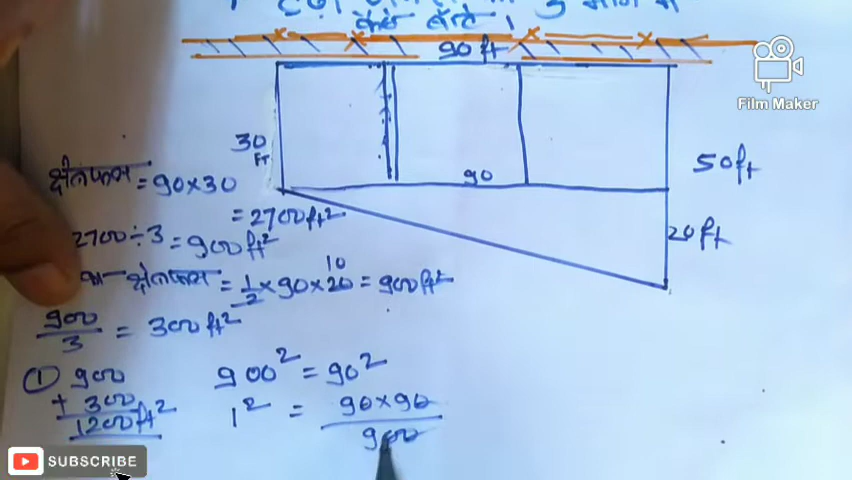 3 भाग में
90 ft
Film Maker
30
FT
50 ft
90
क्षेत्रफल = 90×30
= 2700 ft²
20 ft
2700 ÷ 3 = 900 ft²
क्षेत्रफल = 1/2 × 90 × 20 = 900 ft²
10
900/3 = 300 ft²
① 900
+ 300
1200 ft²
900² = 90²
1² = 90×90/900
SUBSCRIBE